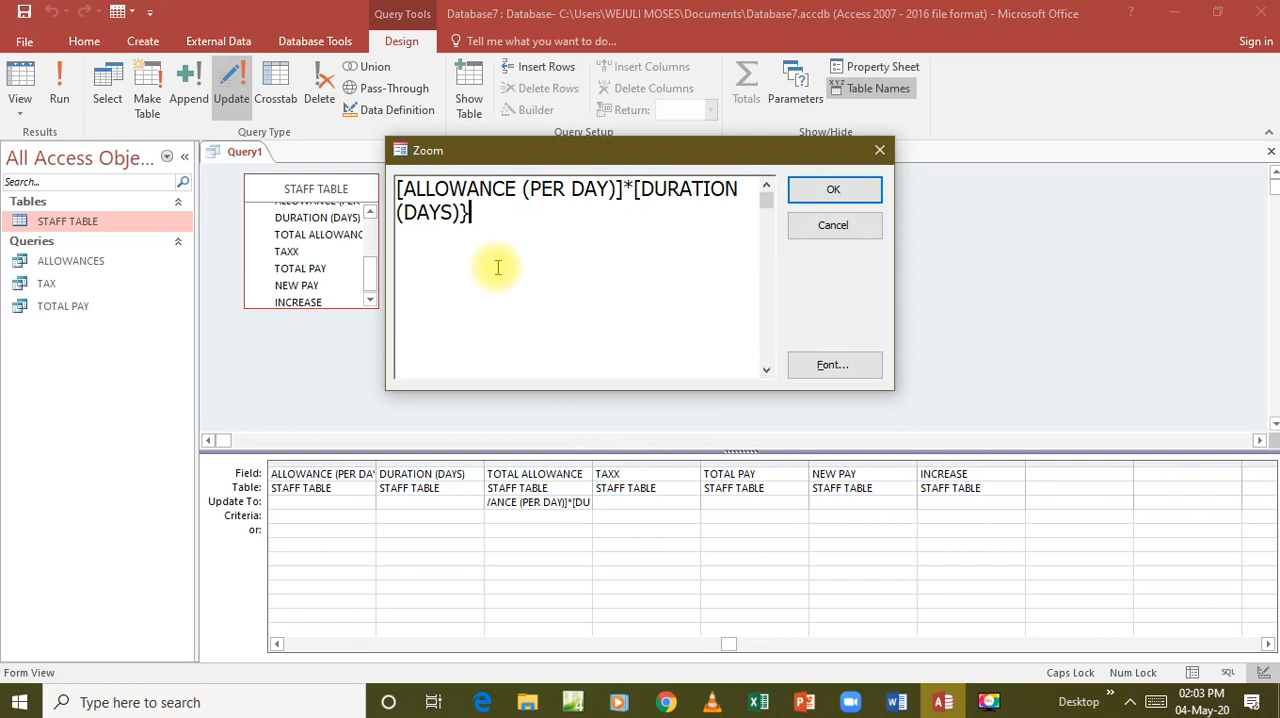 Query Tools
Database7 : Database- C:\Users\WEJULI MOSES\Documents\Database7.accdb (Access 2007 - 2016 file format) - Microsoft Office
File Home Create External Data Database Tools Design Tell me what you want to do... Sign in
View Run Select Make Table Append Update Crosstab Delete
Union
Pass-Through
Data Definition
Show Table
Insert Rows
Delete Rows
Builder
Insert Columns
Delete Columns
Return:
Totals Parameters
Property Sheet
XYZ Table Names
Results Query Type Query Setup Show/Hide
All Access Obje...
Search...
Tables
STAFF TABLE
Queries
ALLOWANCES
TAX
TOTAL PAY
Query1
STAFF TABLE
ALLOWANCE (PER DAY)
DURATION (DAYS)
TOTAL ALLOWANC
TAXX
TOTAL PAY
NEW PAY
INCREASE
Zoom
[ALLOWANCE (PER DAY)]*[DURATION
(DAYS)}
OK
Cancel
Font...
Field: ALLOWANCE (PER DAY DURATION (DAYS) TOTAL ALLOWANCE TAXX TOTAL PAY NEW PAY INCREASE
Table: STAFF TABLE STAFF TABLE STAFF TABLE STAFF TABLE STAFF TABLE STAFF TABLE STAFF TABLE
Update To: /ANCE (PER DAY)]*[DU
Criteria:
or:
Form View Caps Lock Num Lock SQL
Type here to search
Desktop
02:03 PM
04-May-20